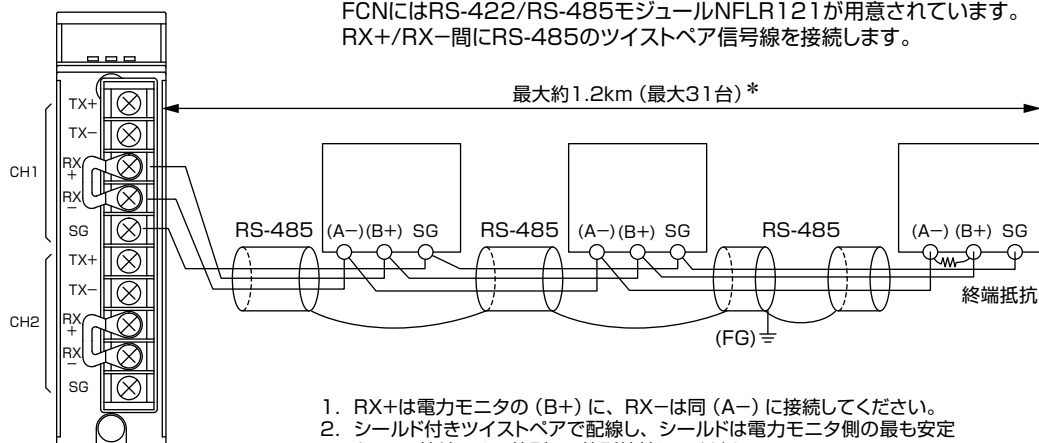 FCNにはRS-422/RS-485モジュールNFLR121が用意されています。
RX+/RX−間にRS-485のツイストペア信号線を接続します。
最大約1.2km (最大31台) *
CH1
TX+
TX−
RX
+
RX
−
SG
CH2
TX+
TX−
RX
+
RX
−
SG
RS-485
(A−) (B+) SG
RS-485
(A−) (B+) SG
RS-485
(A−) (B+) SG
終端抵抗
(FG)
1. RX+は電力モニタの (B+) に、RX−は同 (A−) に接続してください。
2. シールド付きツイストペアで配線し、シールドは電力モニタ側の最も安定